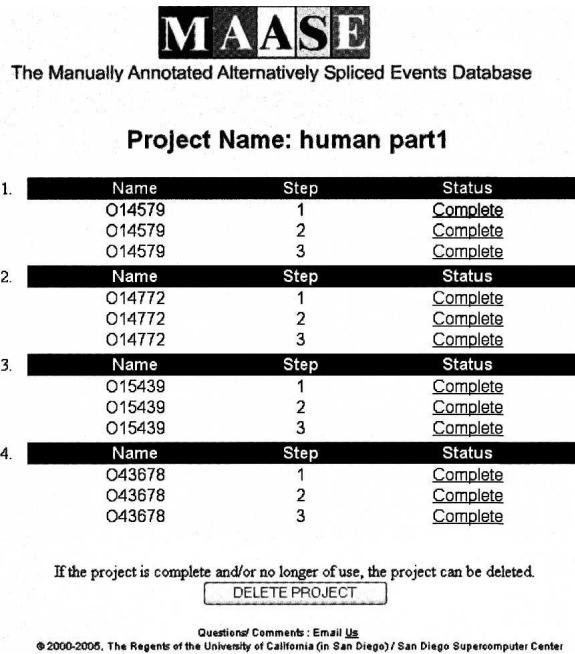 MAASE
The Manually Annotated Alternatively Spliced Events Database
Project Name: human part1
1. Name Step Status
O14579 1 Complete
O14579 2 Complete
O14579 3 Complete
2. Name Step Status
O14772 1 Complete
O14772 2 Complete
O14772 3 Complete
3. Name Step Status
O15439 1 Complete
O15439 2 Complete
O15439 3 Complete
4. Name Step Status
O43678 1 Complete
O43678 2 Complete
O43678 3 Complete
If the project is complete and/or no longer of use, the project can be deleted.
DELETE PROJECT
Questions/ Comments : Email Us
© 2000-2005, The Regents of the University of California (in San Diego) / San Diego Supercomputer Center